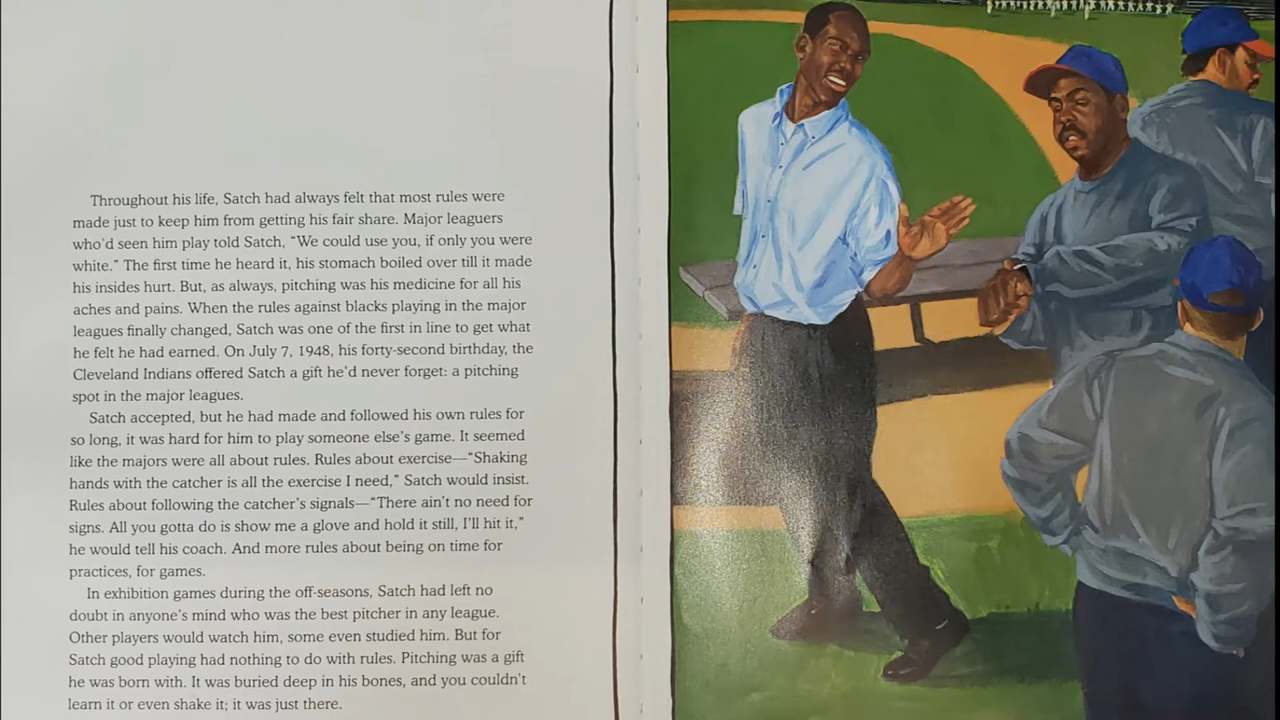 Throughout his life, Satch had always felt that most rules were
made just to keep him from getting his fair share. Major leaguers
who'd seen him play told Satch, “We could use you, if only you were
white.” The first time he heard it, his stomach boiled over till it made
his insides hurt. But, as always, pitching was his medicine for all his
aches and pains. When the rules against blacks playing in the major
leagues finally changed, Satch was one of the first in line to get what
he felt he had earned. On July 7, 1948, his forty-second birthday, the
Cleveland Indians offered Satch a gift he'd never forget: a pitching
spot in the major leagues.
Satch accepted, but he had made and followed his own rules for
so long, it was hard for him to play someone else's game. It seemed
like the majors were all about rules. Rules about exercise—“Shaking
hands with the catcher is all the exercise I need,” Satch would insist.
Rules about following the catcher's signals—“There ain't no need for
signs. All you gotta do is show me a glove and hold it still, I'll hit it,”
he would tell his coach. And more rules about being on time for
practices, for games.
In exhibition games during the off-seasons, Satch had left no
doubt in anyone's mind who was the best pitcher in any league.
Other players would watch him, some even studied him. But for
Satch good playing had nothing to do with rules. Pitching was a gift
he was born with. It was buried deep in his bones, and you couldn't
learn it or even shake it; it was just there.